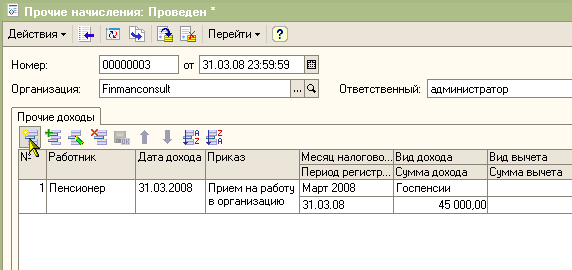 Прочие начисления: Проведен *
Действия Перейти ?
Номер: 00000003 от 31.03.08 23:59:59
Организация: Finmanconsult ... Ответственный: администратор
Прочие доходы
№ Работник Дата дохода Приказ Месяц налогово... Вид дохода Вид вычета
Период регистр... Сумма дохода Сумма вычета
1 Пенсионер 31.03.2008 Прием на работу Март 2008 Госпенсии
в организацию 31.03.08 45 000,00